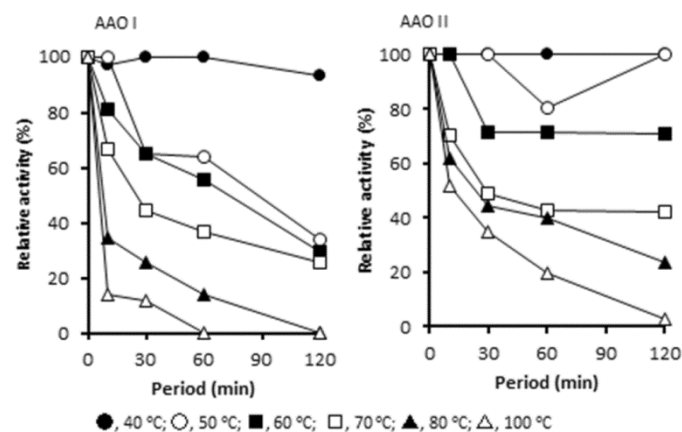 AAO I
AAO II
100
80
60
40
20
0
Relative activity (%)
0 30 60 90 120
Period (min)
100
80
60
40
20
0
Relative activity (%)
0 30 60 90 120
Period (min)
●, 40 °C; ○, 50 °C; ■, 60 °C; □, 70 °C; ▲, 80 °C; △, 100 °C